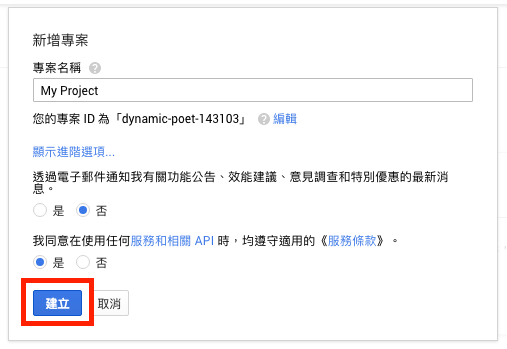 新增專案
專案名稱 ?
My Project
您的專案 ID 為「dynamic-poet-143103」 ? 編輯
顯示進階選項...
透過電子郵件通知我有關功能公告、效能建議、意見調查和特別優惠的最新消
息。
是 否
我同意在使用任何服務和相關 API 時，均遵守適用的《服務條款》。
是 否
建立 取消